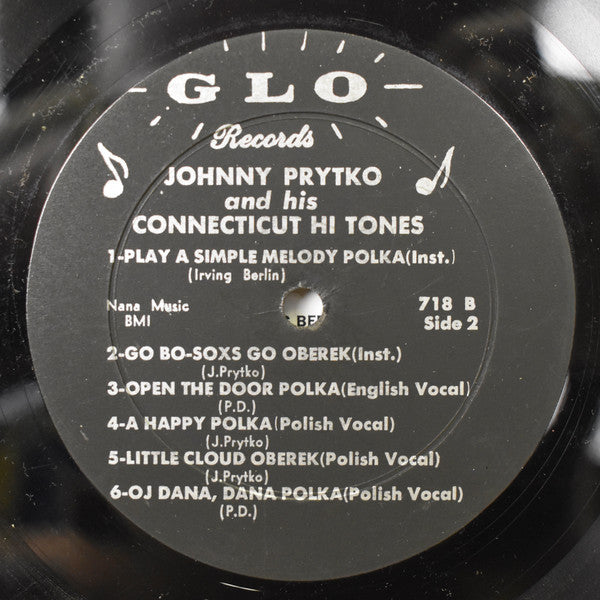 GLO
Records
JOHNNY PRYTKO
and his
CONNECTICUT HI TONES
1-PLAY A SIMPLE MELODY POLKA(Inst.)
(Irving Berlin)
Nana Music
BMI
718 B
Side 2
2-GO BO-SOXS GO OBEREK(Inst.)
(J.Prytko)
3-OPEN THE DOOR POLKA(English Vocal)
(P.D.)
4-A HAPPY POLKA(Polish Vocal)
(J.Prytko)
5-LITTLE CLOUD OBEREK(Polish Vocal)
(J.Prytko)
6-OJ DANA, DANA POLKA(Polish Vocal)
(P.D.)